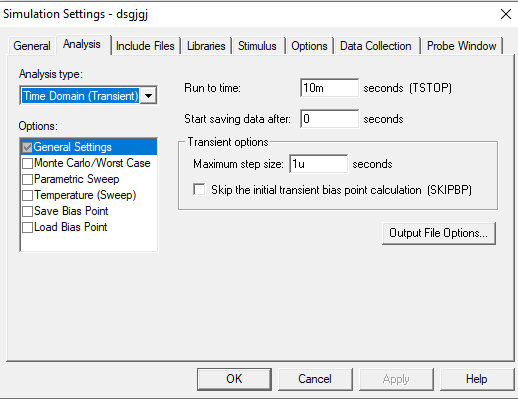 Simulation Settings - dsgjgj
General Analysis Include Files Libraries Stimulus Options Data Collection Probe Window
Analysis type:
Time Domain (Transient)
Options:
General Settings
Monte Carlo/Worst Case
Parametric Sweep
Temperature (Sweep)
Save Bias Point
Load Bias Point
Run to time: 10m seconds (TSTOP)
Start saving data after: 0 seconds
Transient options
Maximum step size: 1u seconds
Skip the initial transient bias point calculation (SKIPBP)
Output File Options...
OK Cancel Apply Help